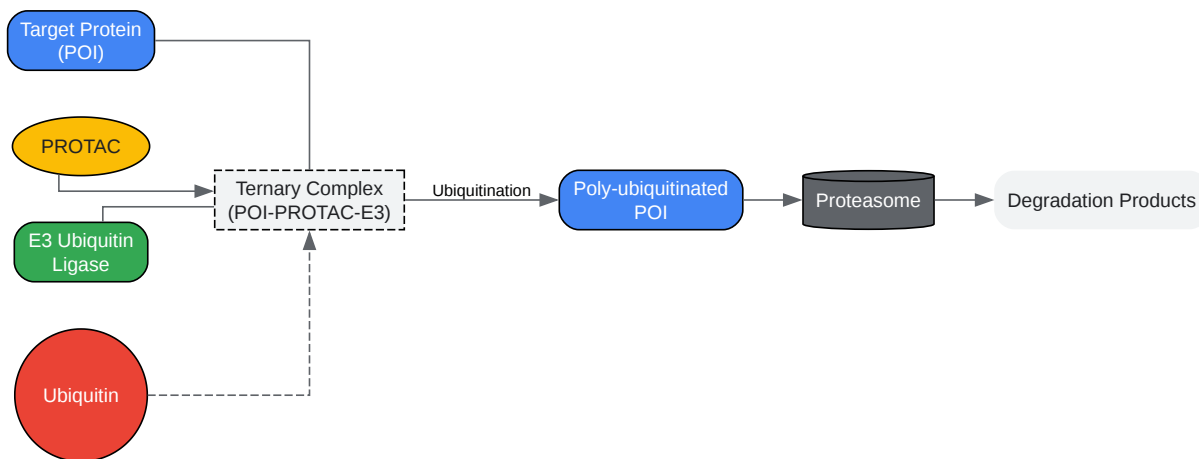 Target Protein
(POI)
PROTAC
E3 Ubiquitin
Ligase
Ubiquitin
Ternary Complex
(POI-PROTAC-E3)
Ubiquitination
Poly-ubiquitinated
POI
Proteasome
Degradation Products